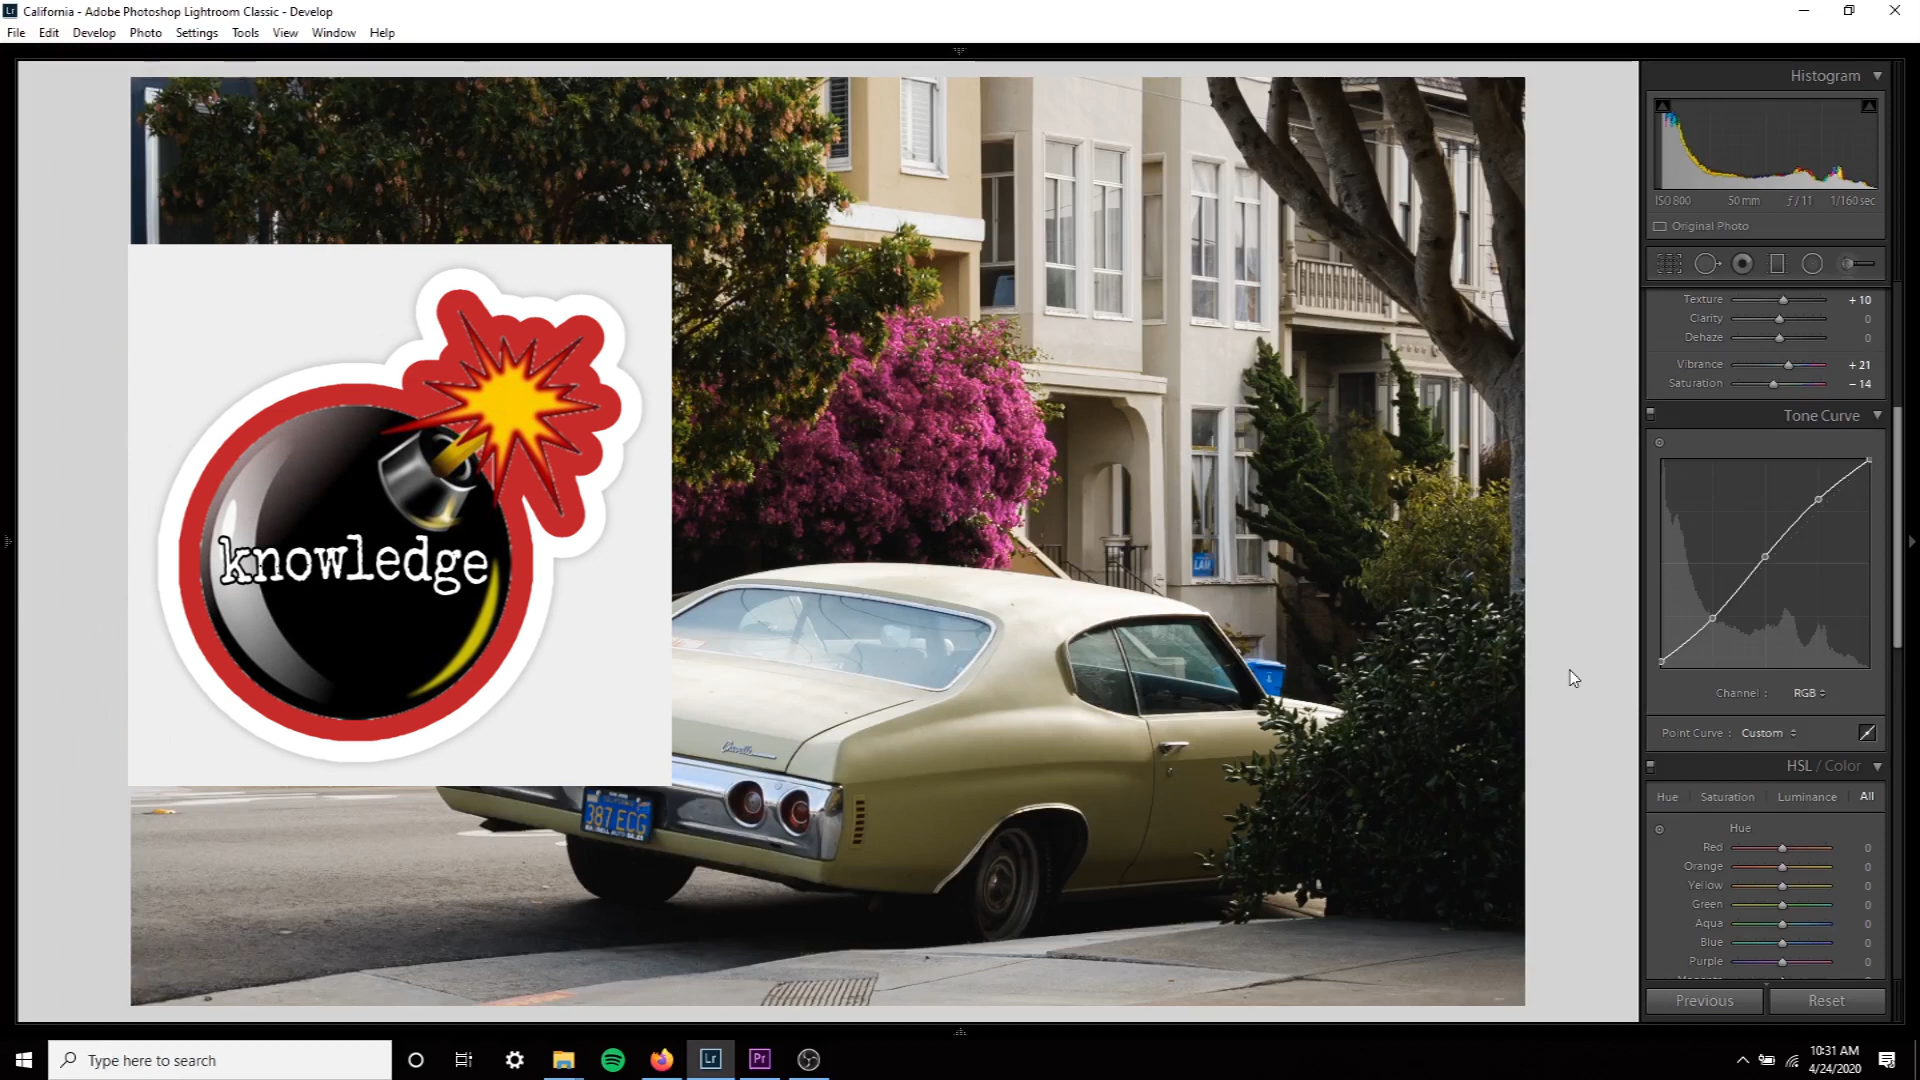 California - Adobe Photoshop Lightroom Classic - Develop
File Edit Develop Photo Settings Tools View Window Help
Histogram
ISO 800 50 mm ƒ / 11 1/160 sec
Original Photo
Texture + 10
Clarity 0
Dehaze 0
Vibrance + 21
Saturation − 14
Tone Curve
knowledge
Channel : RGB
Point Curve : Custom
HSL / Color
Hue Saturation Luminance All
Hue
Red 0
Orange 0
Yellow 0
Green 0
Aqua 0
Blue 0
Purple 0
Chevelle
387 ECG
Previous Reset
Type here to search
Lr
Pr
10:31 AM
4/24/2020